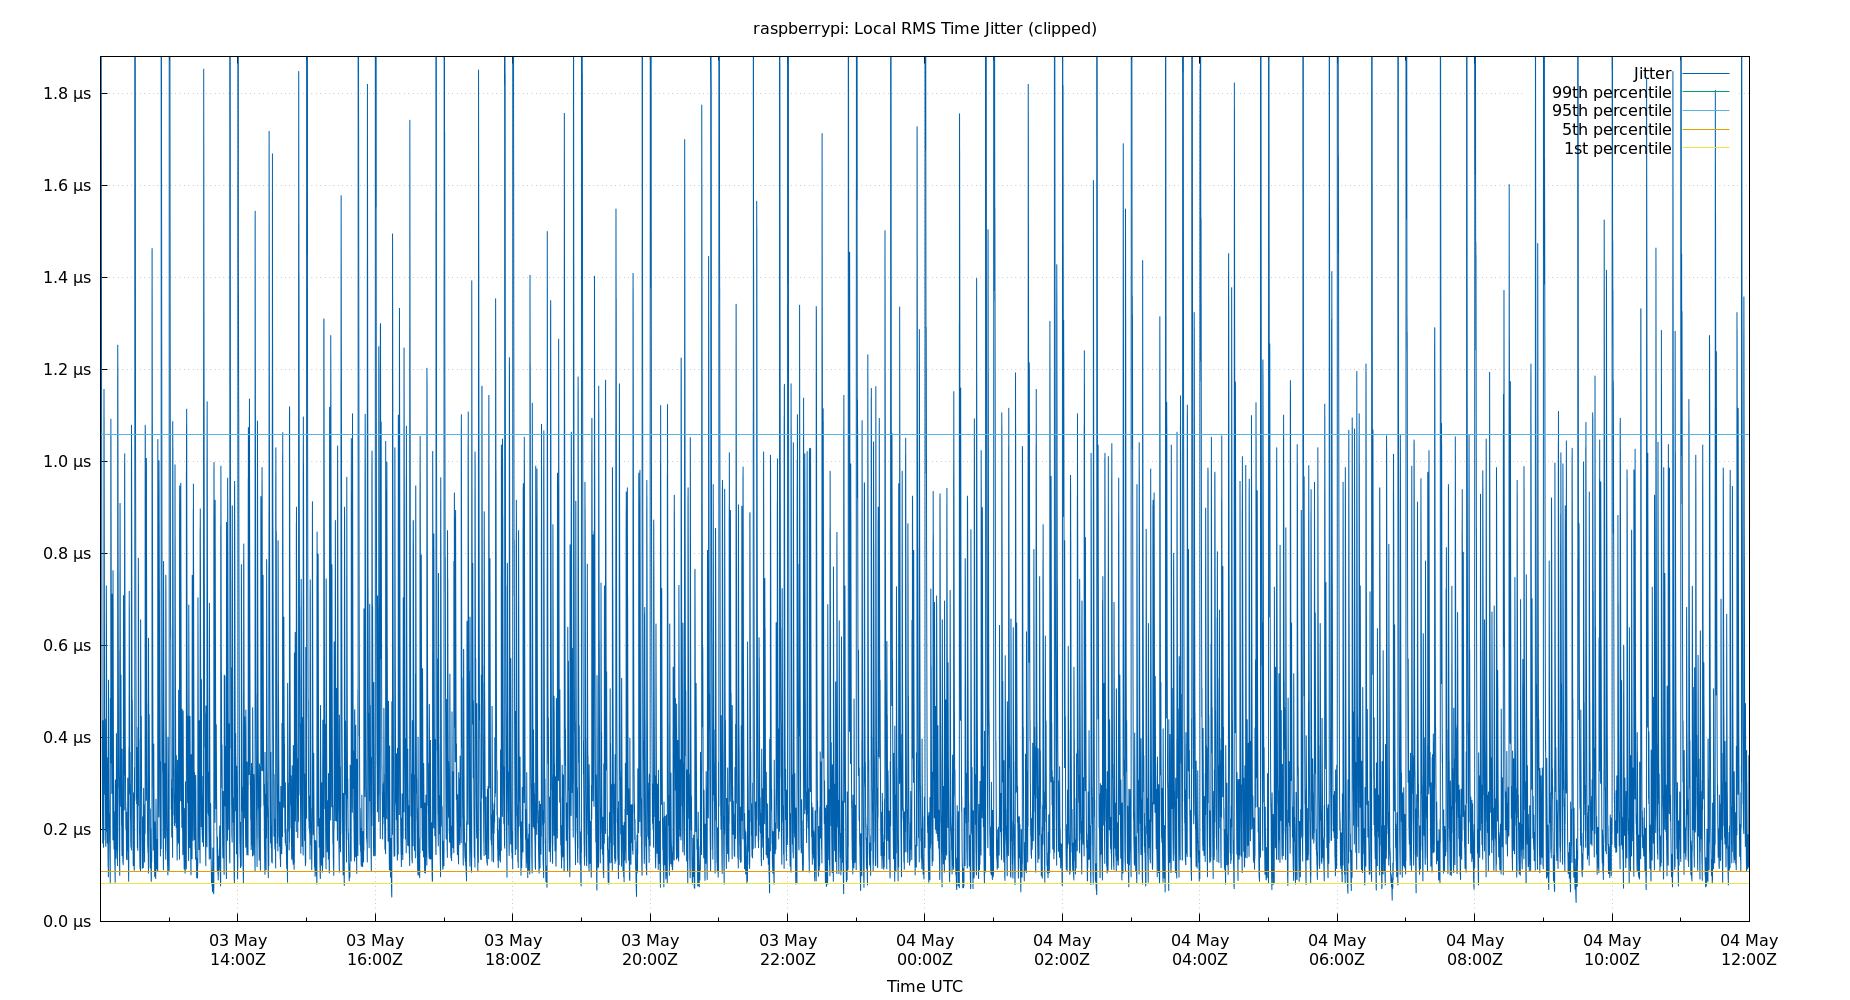 raspberrypi: Local RMS Time Jitter (clipped)
Jitter
99th percentile
95th percentile
5th percentile
1st percentile
1.8 μs
1.6 μs
1.4 μs
1.2 μs
1.0 μs
0.8 μs
0.6 μs
0.4 μs
0.2 μs
0.0 μs
03 May 03 May 03 May 03 May 03 May 04 May 04 May 04 May 04 May 04 May 04 May 04 May
14:00Z 16:00Z 18:00Z 20:00Z 22:00Z 00:00Z 02:00Z 04:00Z 06:00Z 08:00Z 10:00Z 12:00Z
Time UTC